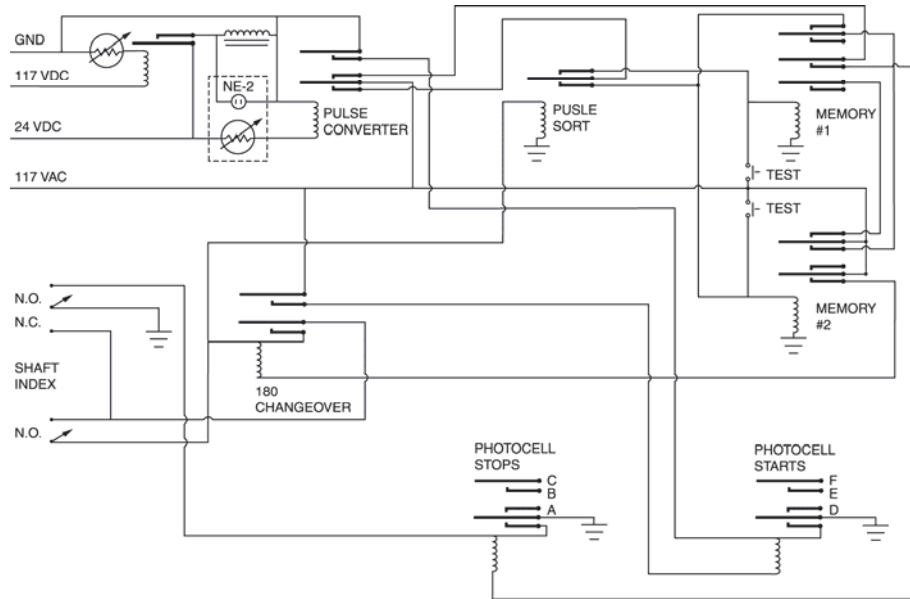 GND
117 VDC
NE-2
PULSE
CONVERTER
24 VDC
117 VAC
PUSLE
SORT
MEMORY
#1
TEST
TEST
MEMORY
#2
N.O.
N.C.
SHAFT
INDEX
N.O.
180
CHANGEOVER
PHOTOCELL
STOPS
C
B
A
PHOTOCELL
STARTS
F
E
D